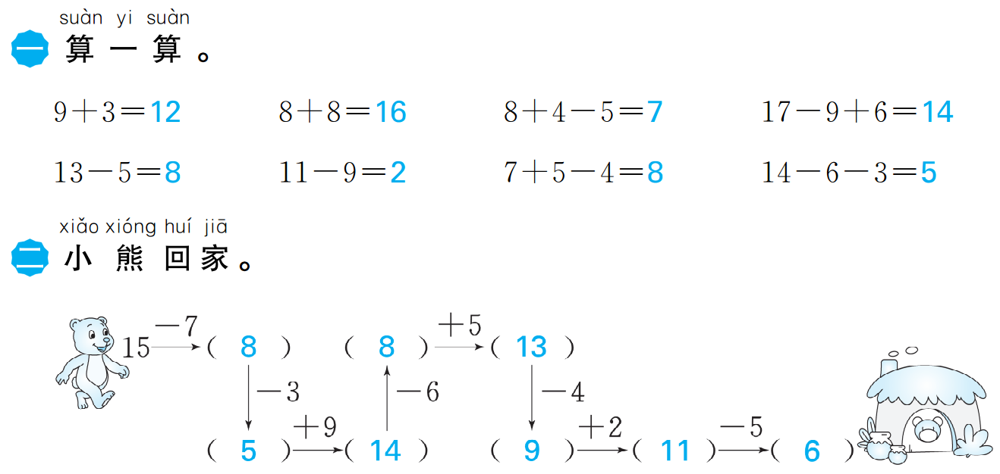 suàn yi suàn
一 算一算。
9+3=12 8+8=16 8+4-5=7 17-9+6=14
13-5=8 11-9=2 7+5-4=8 14-6-3=5
xiǎo xióng huí jiā
二 小熊回家。
15 -7 ( 8 ) ( 8 ) +5 ( 13 )
-3 -6 -4
( 5 ) +9 ( 14 ) ( 9 ) +2 ( 11 ) -5 ( 6 )